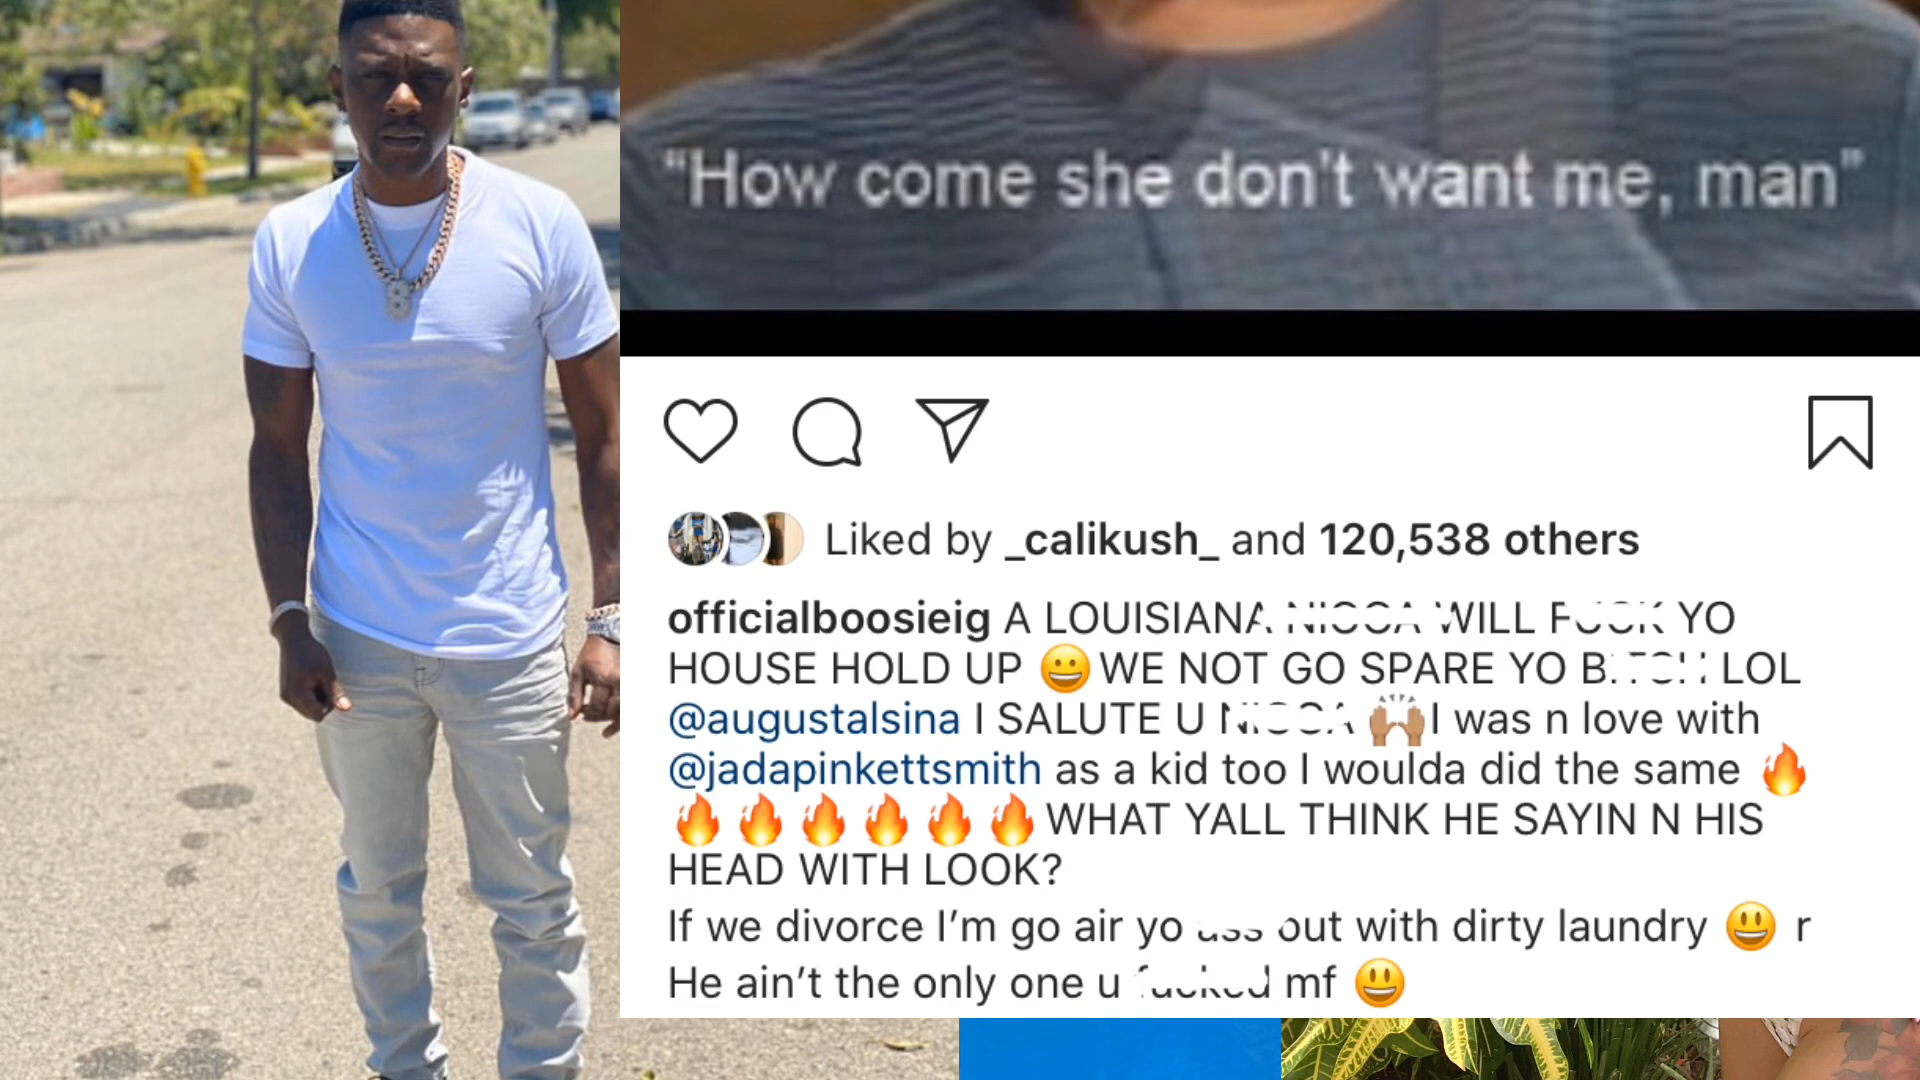 "How come she don't want me, man"
Liked by _calikush_ and 120,538 others
officialboosieig A LOUISIANA WILL YO
HOUSE HOLD UP 😀 WE NOT GO SPARE YO LOL
@augustalsina I SALUTE U 🙌🏽 I was n love with
@jadapinkettsmith as a kid too I woulda did the same 🔥
🔥🔥🔥🔥🔥🔥 WHAT YALL THINK HE SAYIN N HIS
HEAD WITH LOOK?
If we divorce I'm go air yo out with dirty laundry 😃 r
He ain't the only one u mf 😃